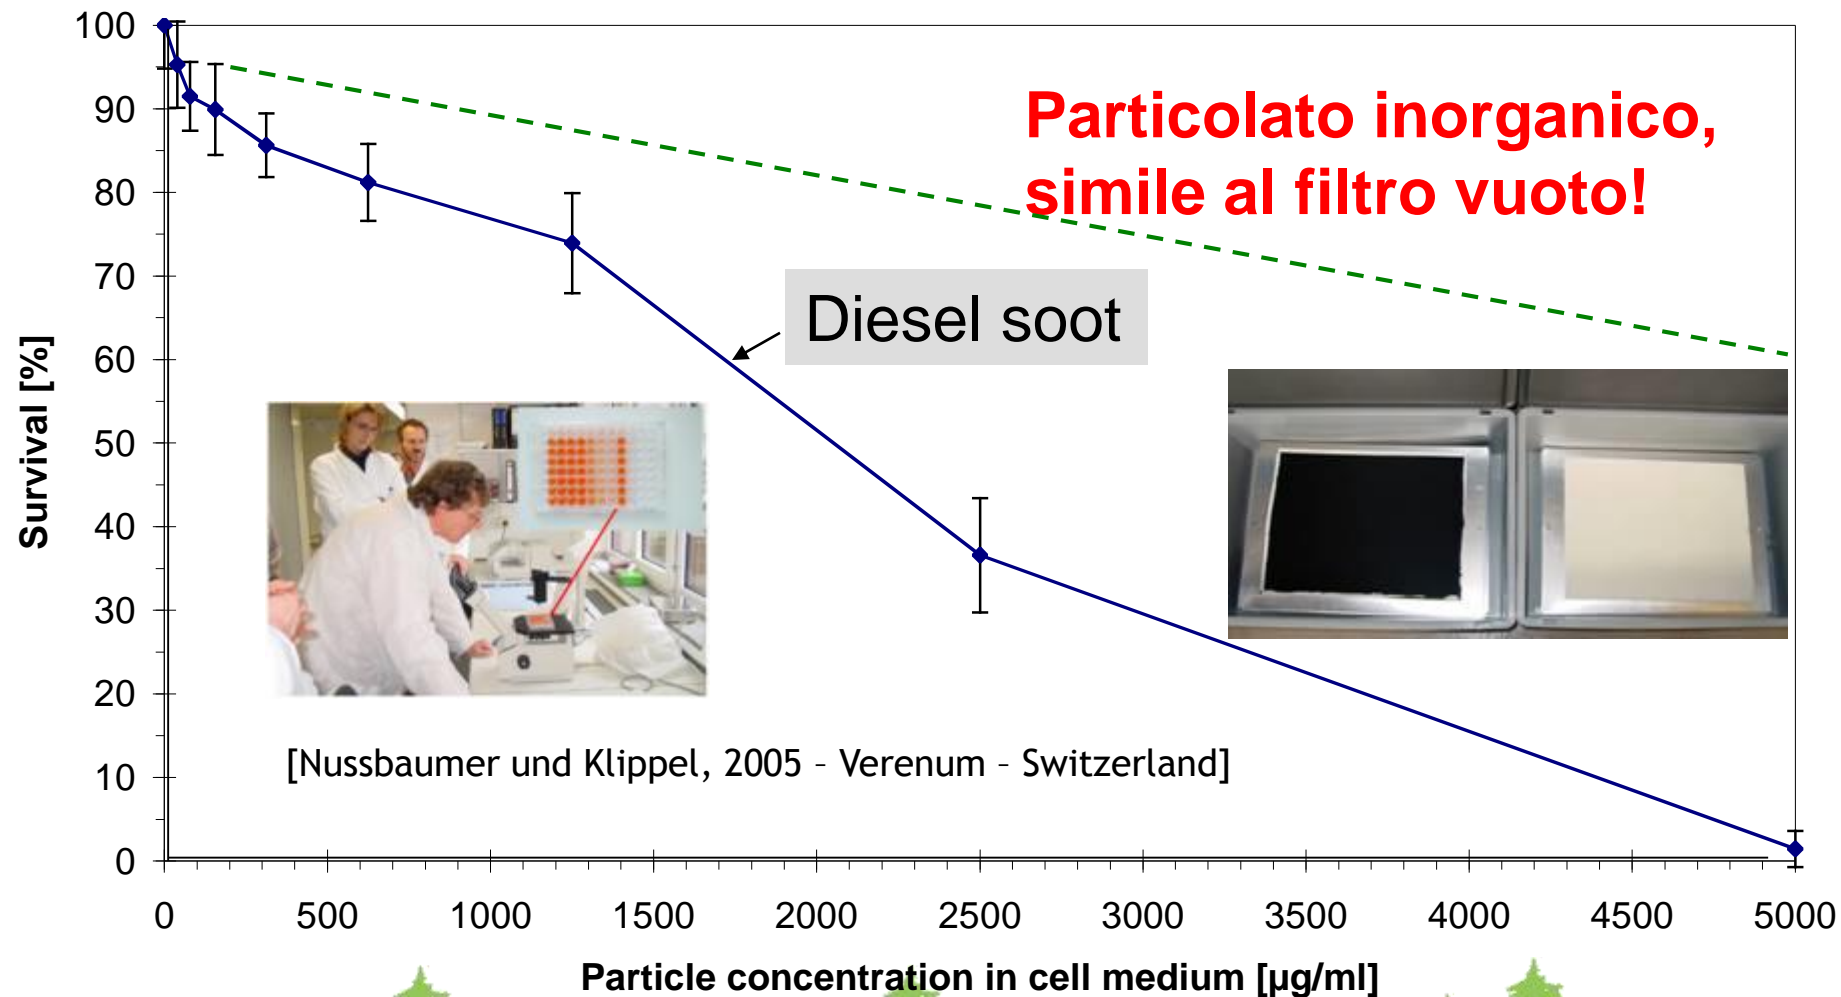 100
90
80
70
60
50
40
30
20
10
0
Survival [%]
Particolato inorganico,
simile al filtro vuoto!
Diesel soot
[Nussbaumer und Klippel, 2005 – Verenum – Switzerland]
0 500 1000 1500 2000 2500 3000 3500 4000 4500 5000
Particle concentration in cell medium [µg/ml]